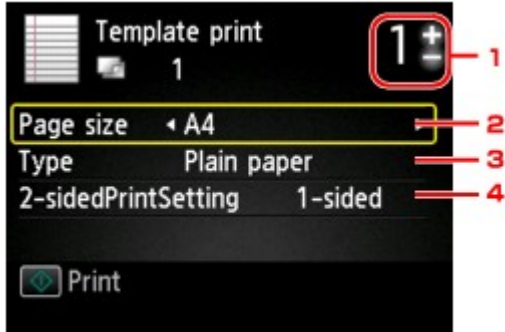 Template print
1
1 + -
1
Page size A4
2
Type Plain paper
3
2-sidedPrintSetting 1-sided
4
Print